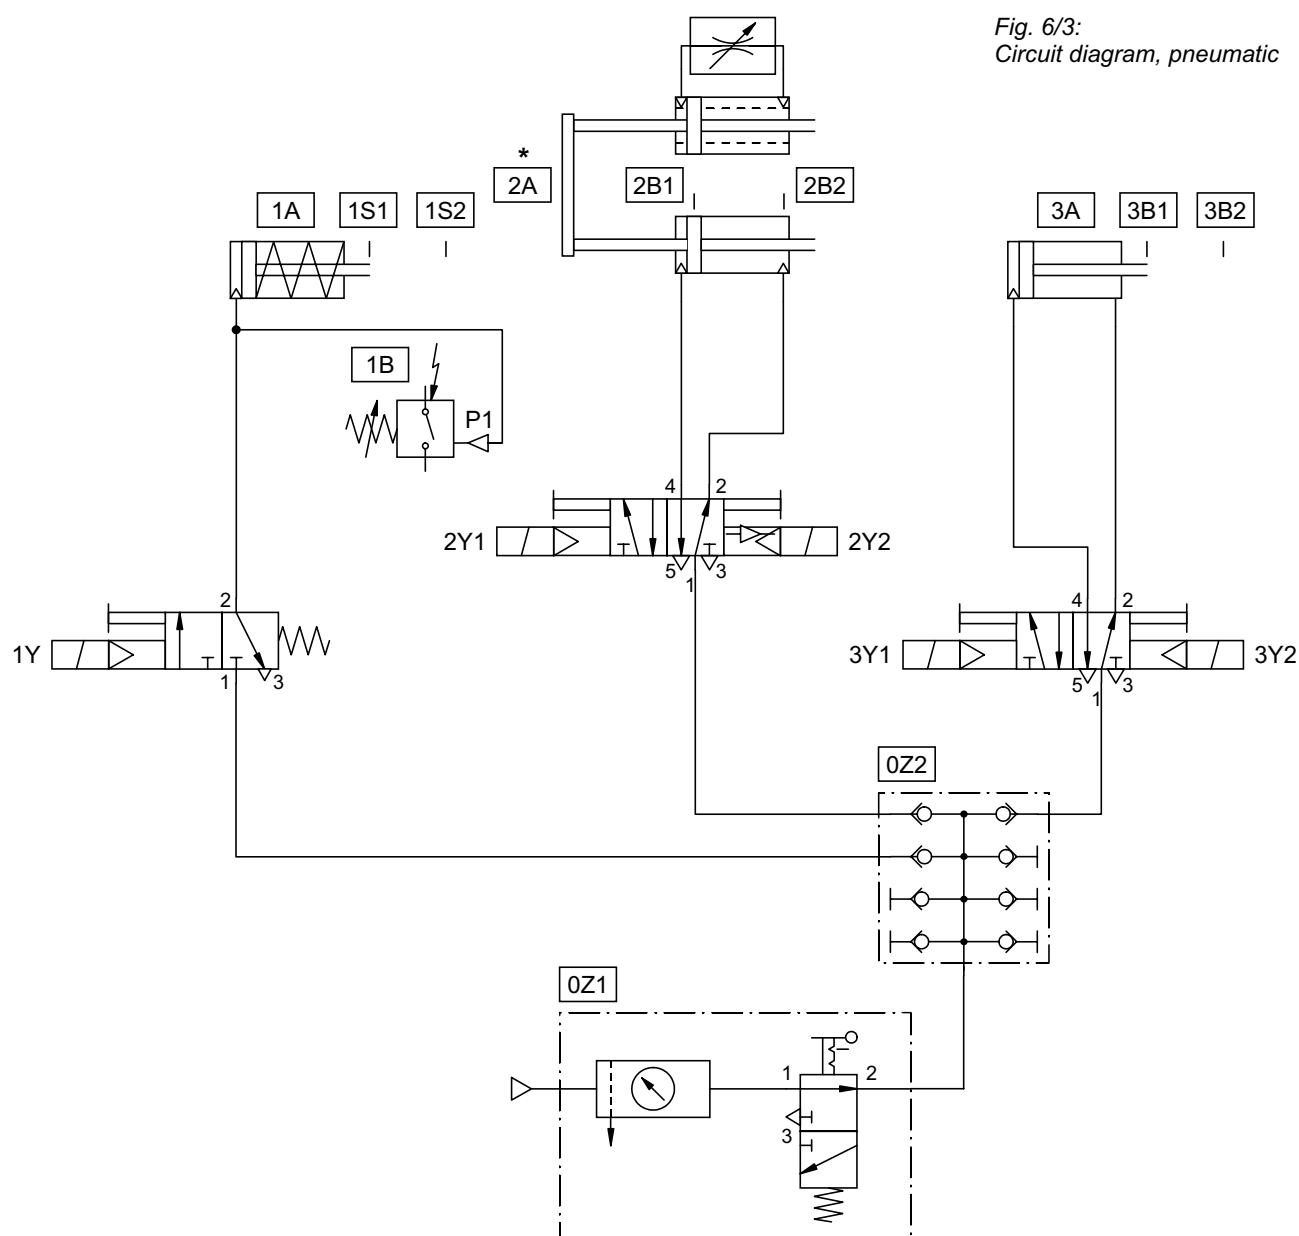 Fig. 6/3:
Circuit diagram, pneumatic
*
2A
2B1
2B2
1A
1S1
1S2
3A
3B1
3B2
1B
P1
4
2
2Y1
2Y2
5
3
1
2
4
2
1Y
3Y1
3Y2
1
3
5
3
1
0Z2
0Z1
1
2
3